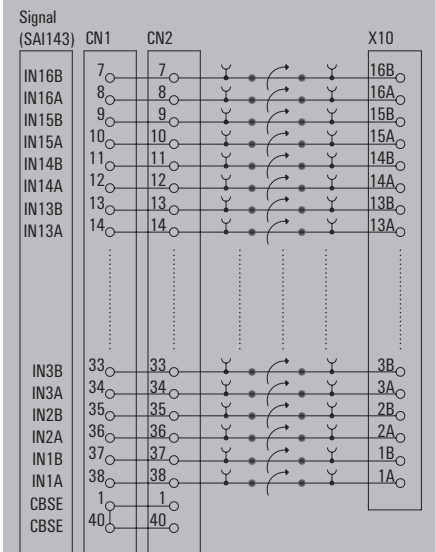 Signal
(SAI143) CN1 CN2 X10
IN16B 7 7 16B
IN16A 8 8 16A
IN15B 9 9 15B
IN15A 10 10 15A
IN14B 11 11 14B
IN14A 12 12 14A
IN13B 13 13 13B
IN13A 14 14 13A
IN3B 33 33 3B
IN3A 34 34 3A
IN2B 35 35 2B
IN2A 36 36 2A
IN1B 37 37 1B
IN1A 38 38 1A
CBSE 1 1
CBSE 40 40